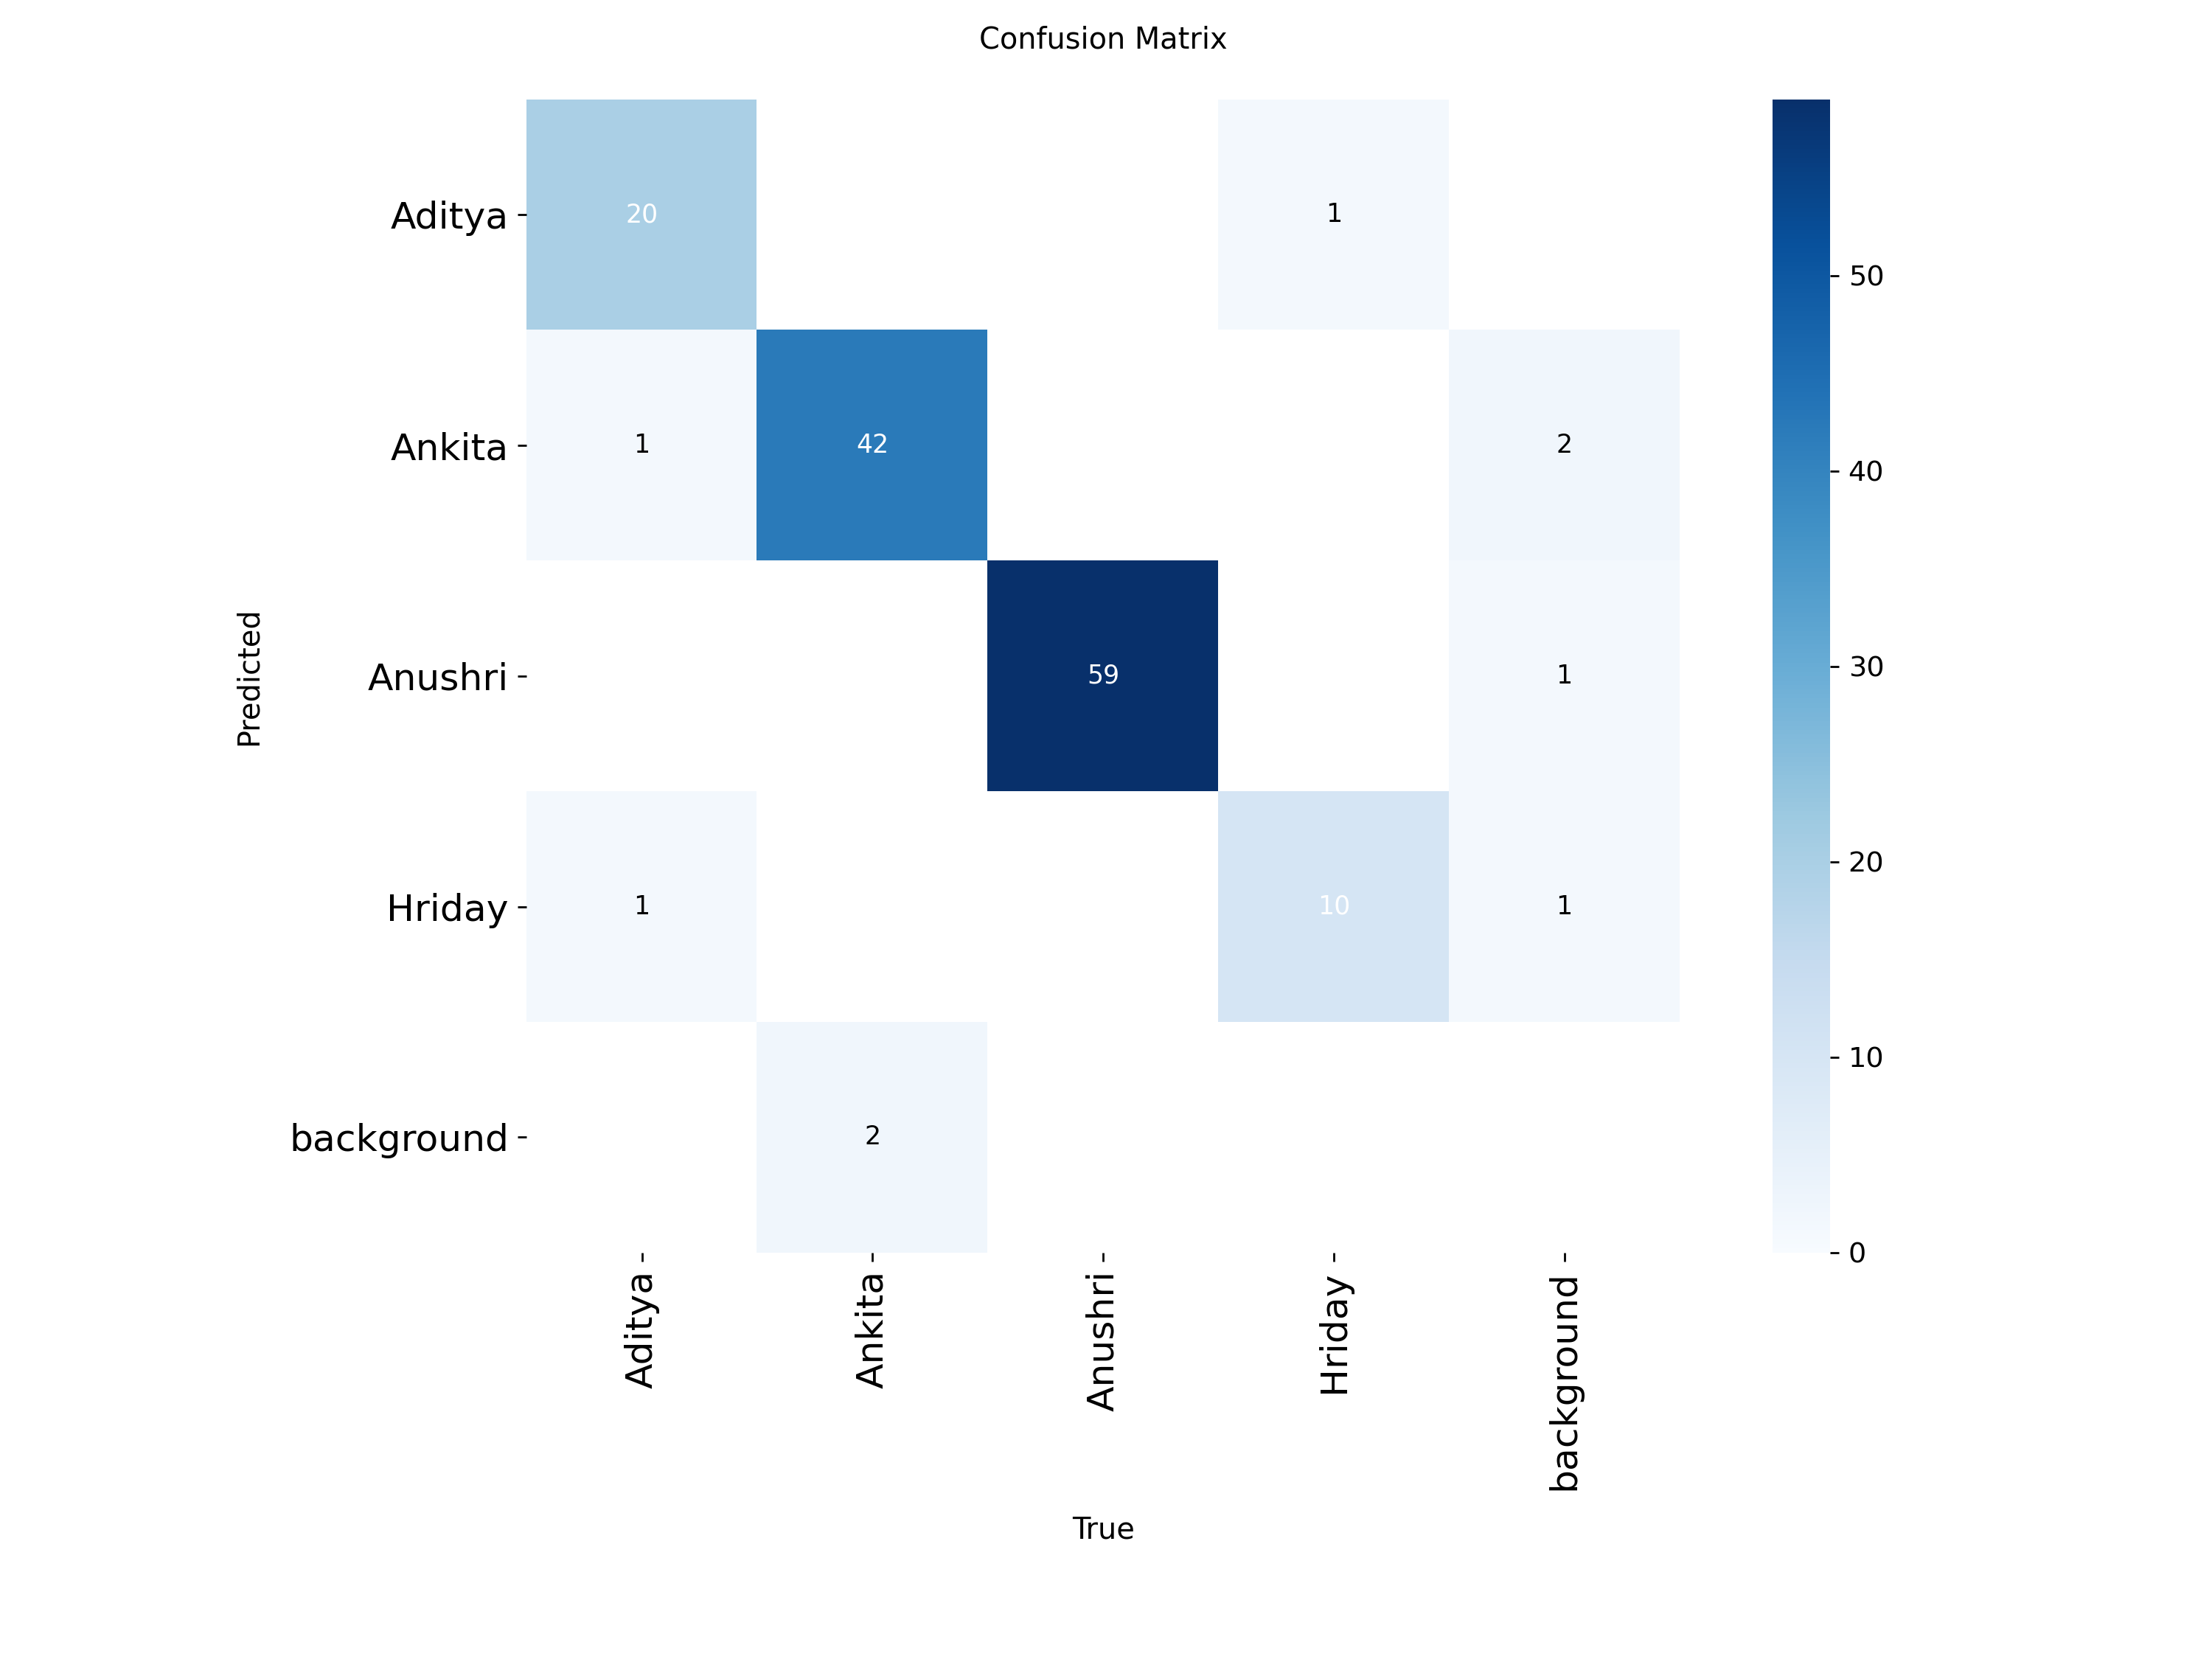 Confusion Matrix
Aditya
20
1
Ankita
1
42
2
Anushri
59
1
Hriday
1
10
1
background
2
Predicted
Aditya
Ankita
Anushri
Hriday
background
True
50
40
30
20
10
0